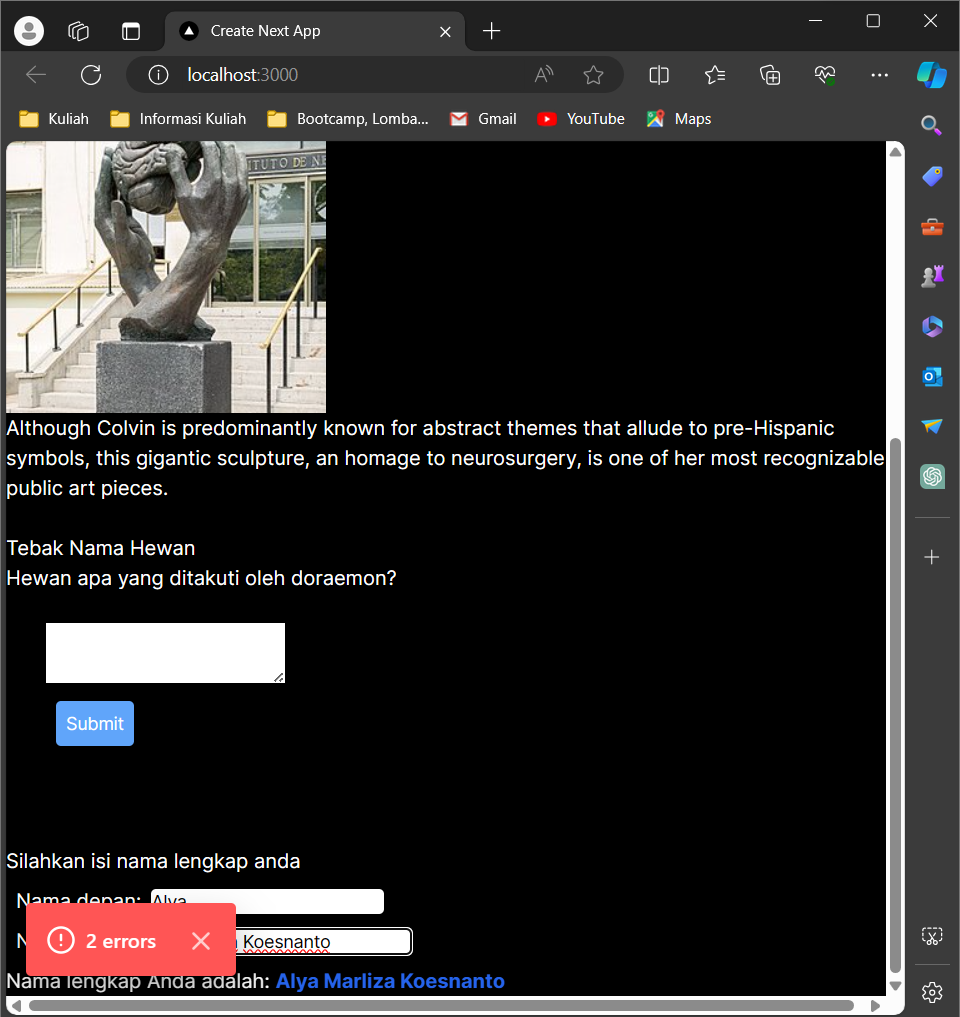 Create Next App
localhost:3000
Kuliah
Informasi Kuliah
Bootcamp, Lomba...
Gmail
YouTube
Maps
TUTO DE NE
Although Colvin is predominantly known for abstract themes that allude to pre-Hispanic
symbols, this gigantic sculpture, an homage to neurosurgery, is one of her most recognizable
public art pieces.
Tebak Nama Hewan
Hewan apa yang ditakuti oleh doraemon?
Submit
Silahkan isi nama lengkap anda
Nama depan: Alya
Koesnanto
2 errors
Nama lengkap Anda adalah: Alya Marliza Koesnanto